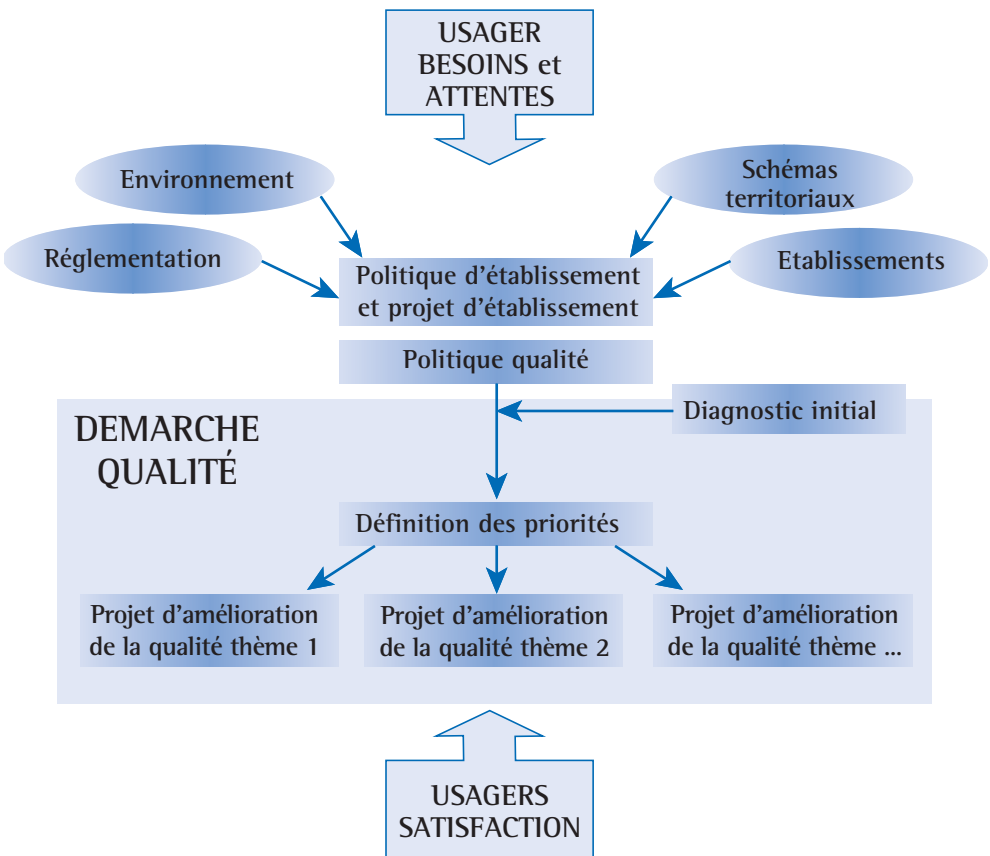 USAGER
BESOINS et
ATTENTES
Environnement
Schémas
territoriaux
Réglementation
Etablissements
Politique d'établissement
et projet d'établissement
Politique qualité
Diagnostic initial
DEMARCHE
QUALITÉ
Définition des priorités
Projet d'amélioration
de la qualité thème 1
Projet d'amélioration
de la qualité thème 2
Projet d'amélioration
de la qualité thème ...
USAGERS
SATISFACTION